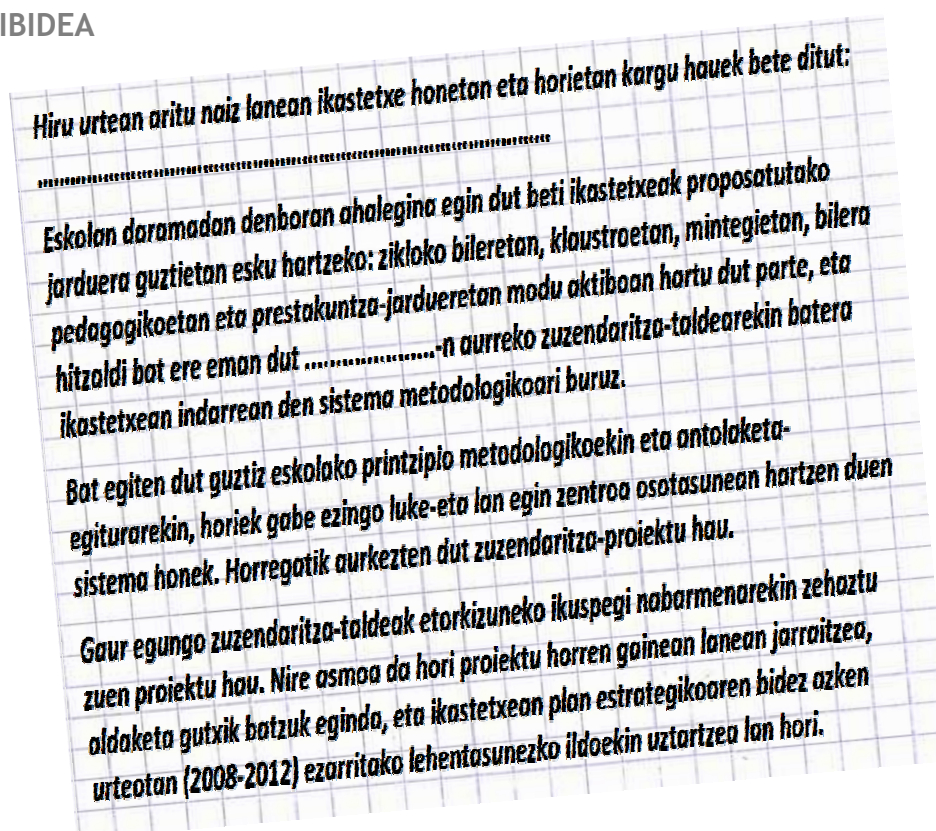 IBIDEA
Hiru urtean aritu naiz lanean ikastetxe honetan eta horietan kargu hauek bete ditut:
..........................................................................................
Eskolan daramadan denboran ahalegina egin dut beti ikastetxeak proposatutako
jarduera guztietan esku hartzeko: zikloko bileretan, klaustroetan, mintegietan, bilera
pedagogikoetan eta prestakuntza-jardueretan modu aktiboan hartu dut parte, eta
hitzaldi bat ere eman dut ....................-n aurreko zuzendaritza-taldearekin batera
ikastetxean indarrean den sistema metodologikoari buruz.
Bat egiten dut guztiz eskolako printzipio metodologikoekin eta antolaketa-
egiturarekin, horiek gabe ezingo luke-eta lan egin zentroa osotasunean hartzen duen
sistema honek. Horregatik aurkezten dut zuzendaritza-proiektu hau.
Gaur egungo zuzendaritza-taldeak etorkizuneko ikuspegi nabarmenarekin zehaztu
zuen proiektu hau. Nire asmoa da hori proiektu horren gainean lanean jarraitzea,
aldaketa gutxik batzuk eginda, eta ikastetxean plan estrategikoaren bidez azken
urteotan (2008-2012) ezarritako lehentasunezko ildoekin uztartzea lan hori.